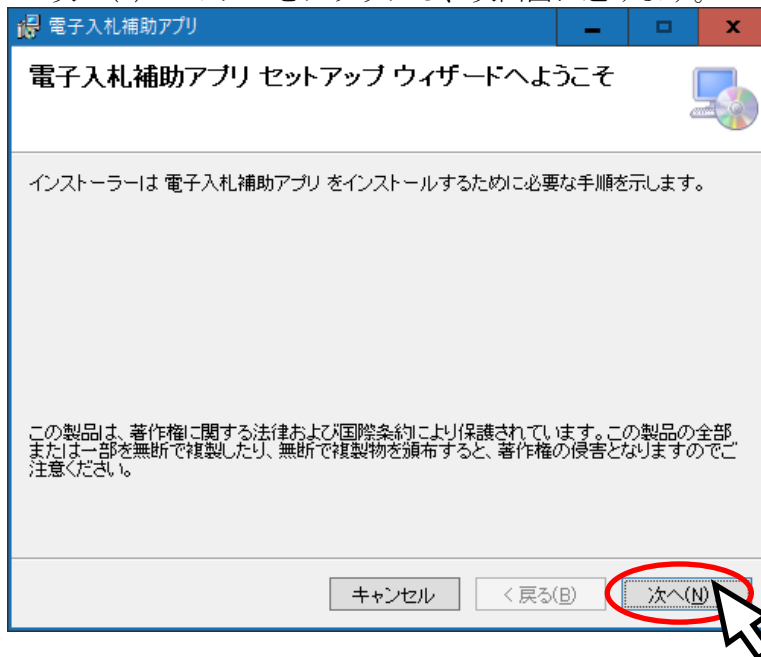 電子入札補助アプリ
電子入札補助アプリ セットアップ ウィザードへようこそ
インストーラーは 電子入札補助アプリ をインストールするために必要な手順を示します。
この製品は、著作権に関する法律および国際条約により保護されています。この製品の全部
または一部を無断で複製したり、無断で複製物を頒布すると、著作権の侵害となりますのでご
注意ください。
キャンセル
< 戻る(B)
次へ(N)